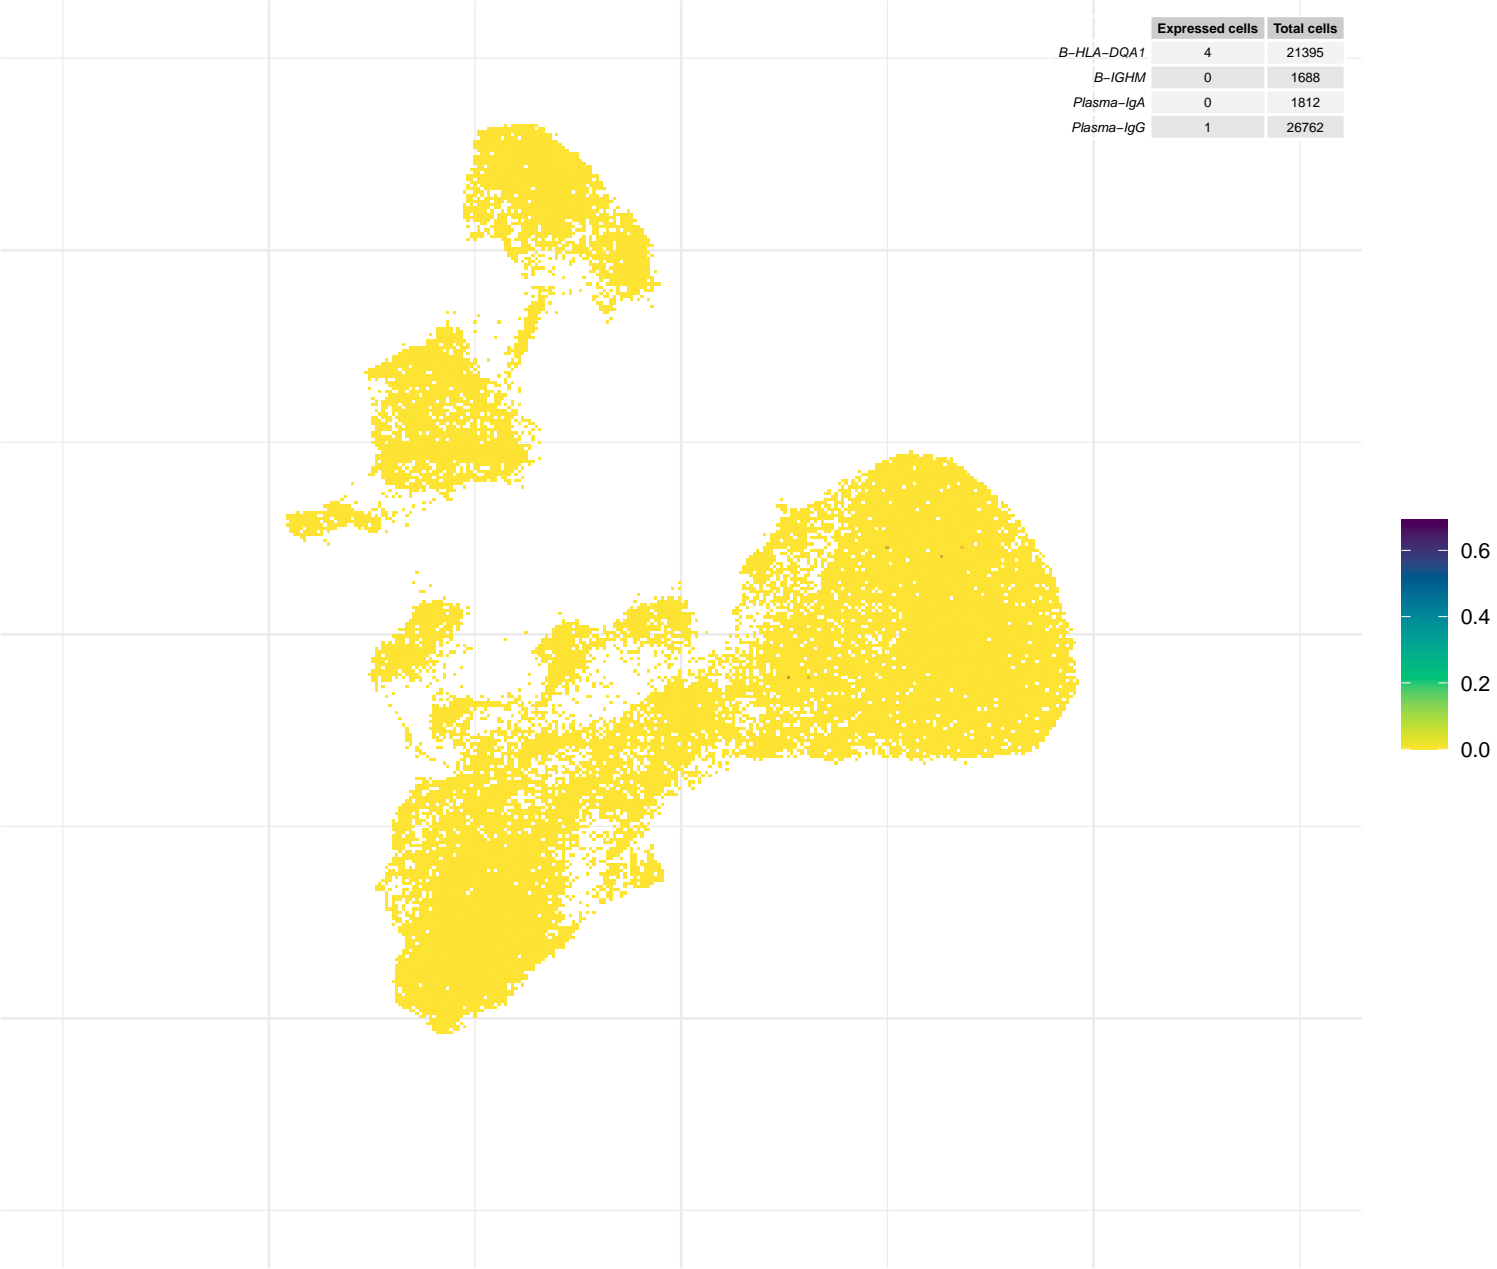 Expressed cells Total cells
B−HLA−DQA1 4 21395
B−IGHM 0 1688
Plasma−IgA 0 1812
Plasma−IgG 1 26762
0.6
0.4
0.2
0.0